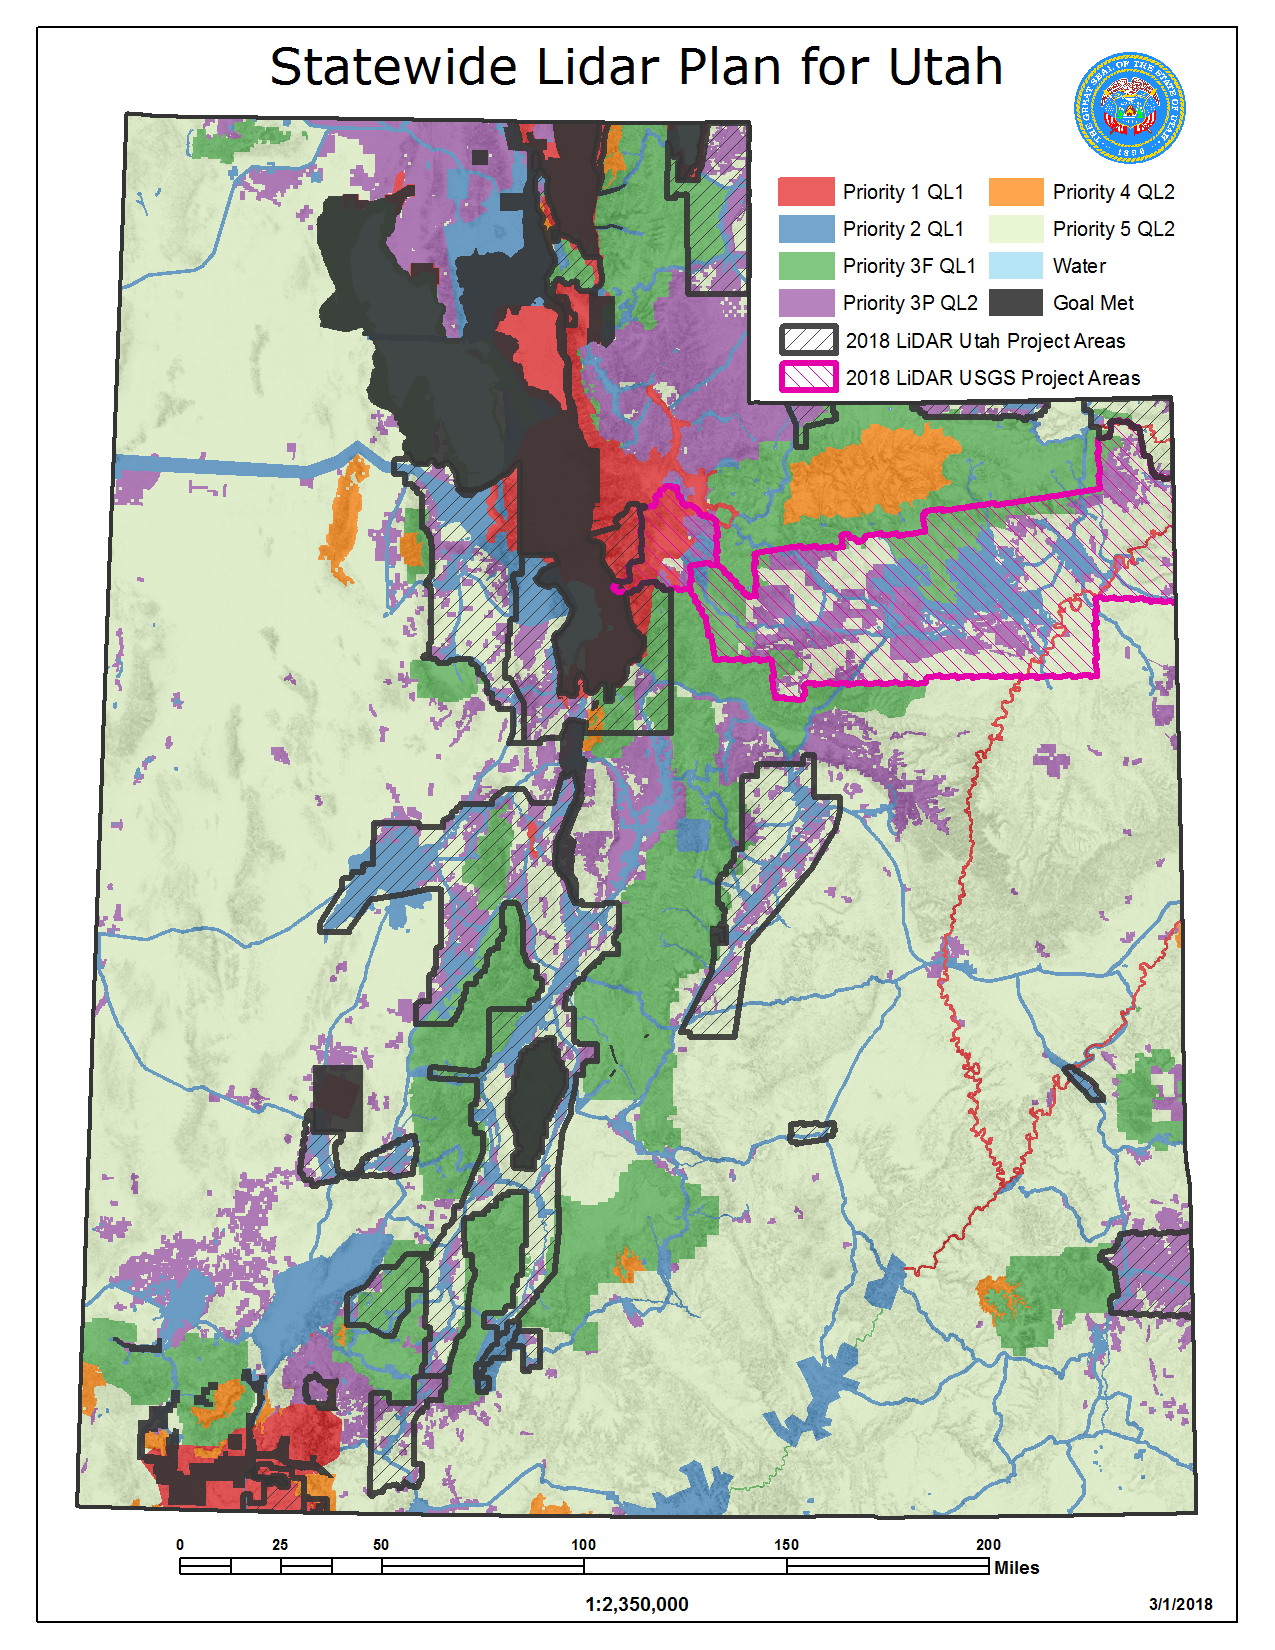 Statewide Lidar Plan for Utah
THE GREAT SEAL OF THE STATE OF UTAH
1896
Priority 1 QL1
Priority 4 QL2
Priority 2 QL1
Priority 5 QL2
Priority 3F QL1
Water
Priority 3P QL2
Goal Met
2018 LiDAR Utah Project Areas
2018 LiDAR USGS Project Areas
0 25 50 100 150 200
Miles
1:2,350,000
3/1/2018